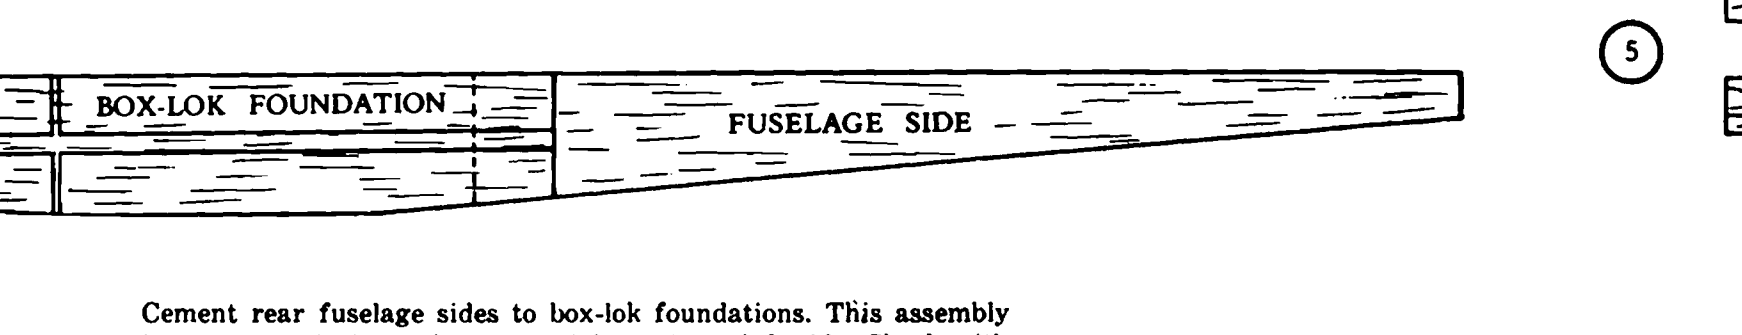 5
BOX-LOK FOUNDATION
FUSELAGE SIDE
Cement rear fuselage sides to box-lok foundations. This assembly